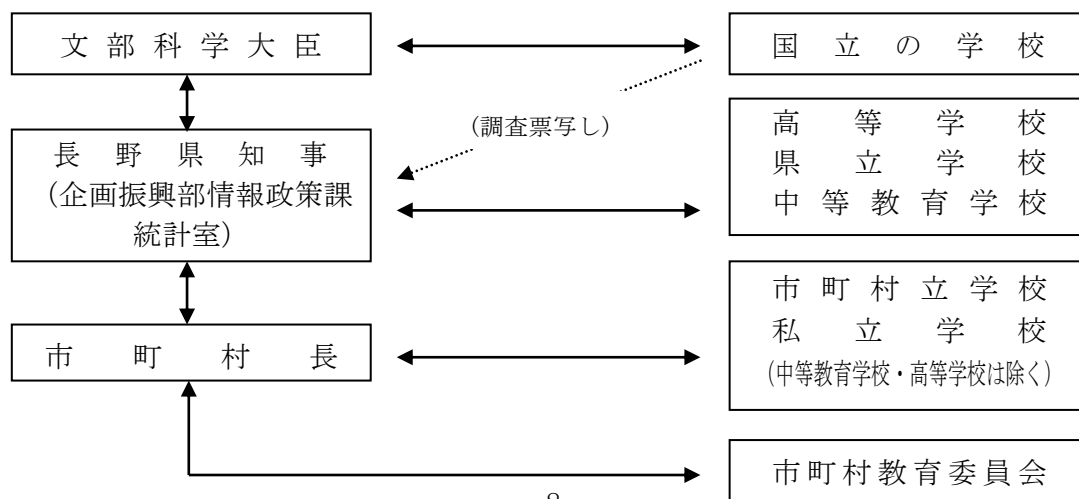 文部科学大臣
国立の学校
(調査票写し)
長野県知事
(企画振興部情報政策課
統計室)
高等学校
県立学校
中等教育学校
市町村立学校
私立学校
(中等教育学校・高等学校は除く)
市町村長
市町村教育委員会